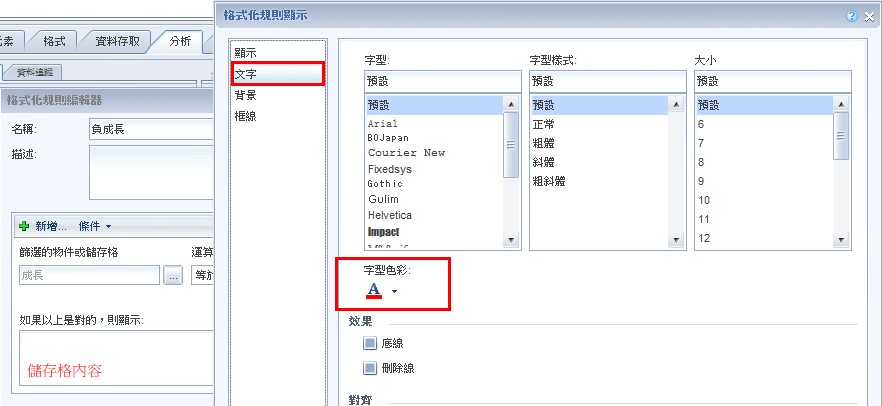 格式化規則顯示
元素
格式
資料存取
分析
資料追蹤
格式化規則編輯器
名稱:
負成長
描述:
新增...
條件
篩選的物件或儲存格
運算
成長
...
等於
如果以上是對的，則顯示:
儲存格內容
顯示
文字
背景
框線
字型:
預設
預設
Arial
BOJapan
Courier New
Fixedsys
Gothic
Gulim
Helvetica
Impact
字型樣式:
預設
預設
正常
粗體
斜體
粗斜體
大小
預設
預設
6
7
8
9
10
11
12
字型色彩:
A
效果
底線
刪除線
對齊